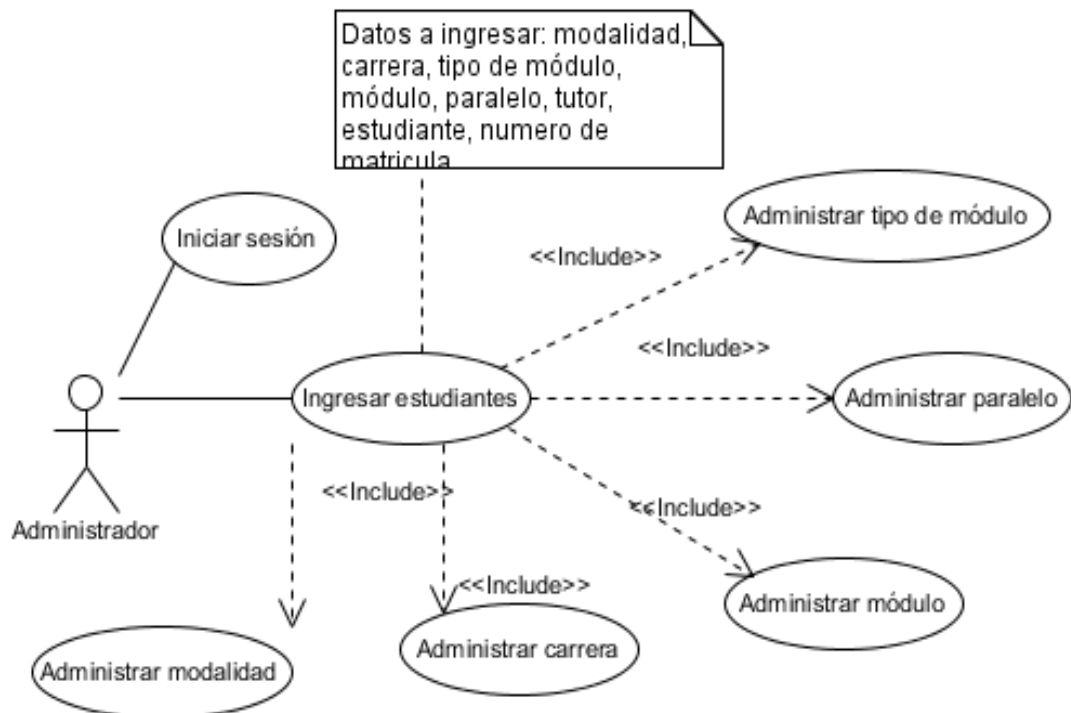 Datos a ingresar: modalidad,
carrera, tipo de módulo,
módulo, paralelo, tutor,
estudiante, numero de
matricula
Administrar tipo de módulo
Iniciar sesión
<<Include>>
<<Include>>
Ingresar estudiantes
Administrar paralelo
<<Include>>
<<Include>>
Administrador
<<Include>>
Administrar módulo
Administrar carrera
Administrar modalidad